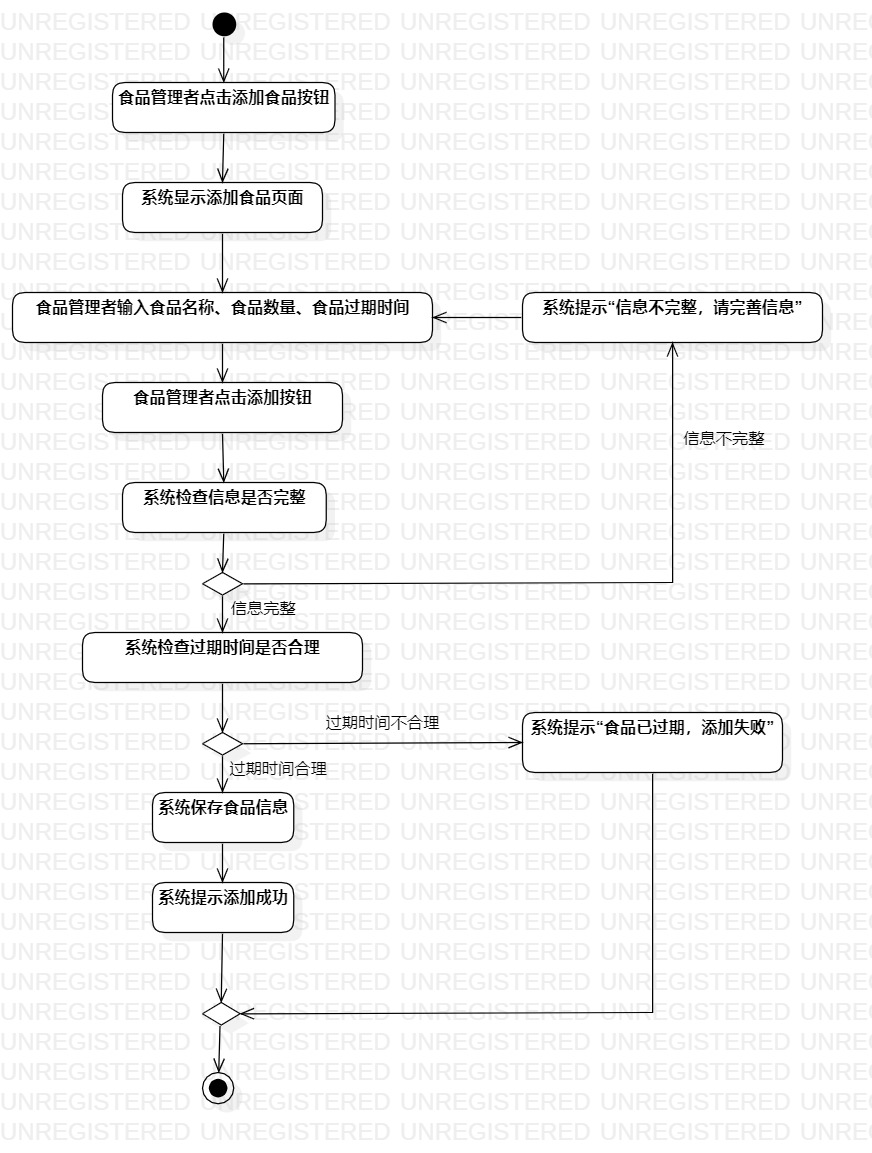 食品管理者点击添加食品按钮
系统显示添加食品页面
食品管理者输入食品名称、食品数量、食品过期时间
系统提示“信息不完整，请完善信息”
食品管理者点击添加按钮
信息不完整
系统检查信息是否完整
信息完整
系统检查过期时间是否合理
过期时间不合理
系统提示“食品已过期，添加失败”
过期时间合理
系统保存食品信息
系统提示添加成功